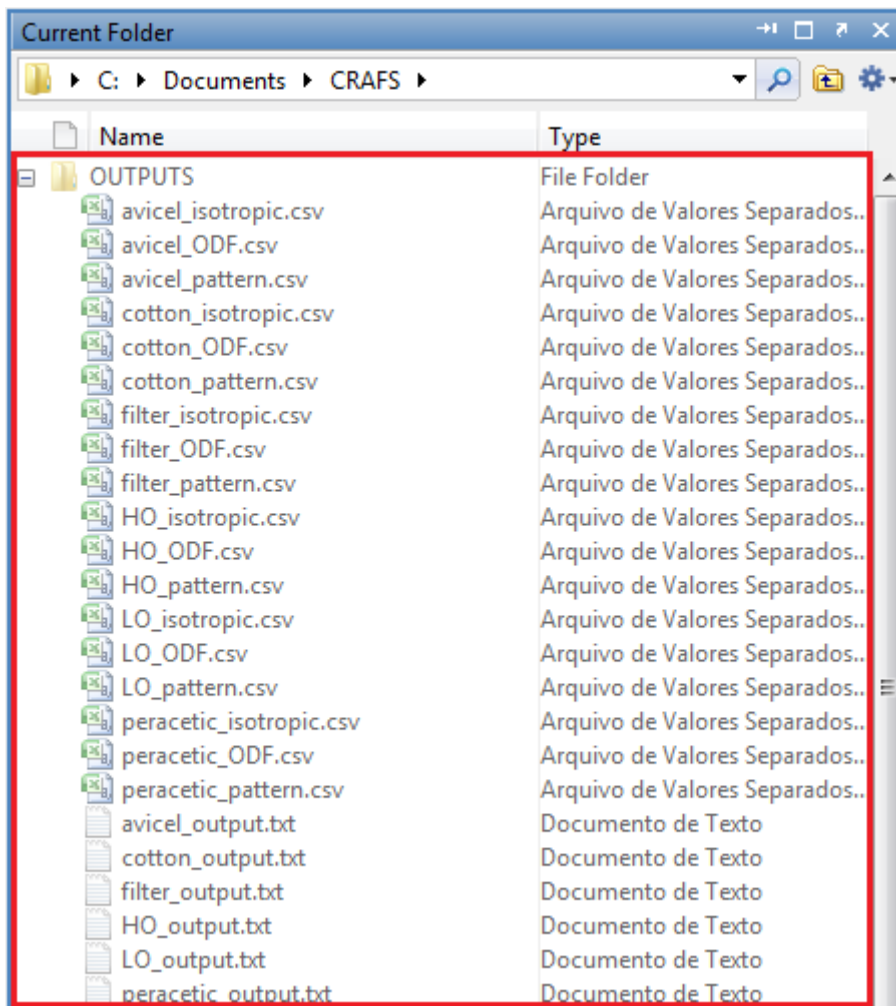 Current Folder
C: Documents CRAFS
Name Type
OUTPUTS File Folder
avicel_isotropic.csv Arquivo de Valores Separados...
avicel_ODF.csv Arquivo de Valores Separados...
avicel_pattern.csv Arquivo de Valores Separados...
cotton_isotropic.csv Arquivo de Valores Separados...
cotton_ODF.csv Arquivo de Valores Separados...
cotton_pattern.csv Arquivo de Valores Separados...
filter_isotropic.csv Arquivo de Valores Separados...
filter_ODF.csv Arquivo de Valores Separados...
filter_pattern.csv Arquivo de Valores Separados...
HO_isotropic.csv Arquivo de Valores Separados...
HO_ODF.csv Arquivo de Valores Separados...
HO_pattern.csv Arquivo de Valores Separados...
LO_isotropic.csv Arquivo de Valores Separados...
LO_ODF.csv Arquivo de Valores Separados...
LO_pattern.csv Arquivo de Valores Separados...
peracetic_isotropic.csv Arquivo de Valores Separados...
peracetic_ODF.csv Arquivo de Valores Separados...
peracetic_pattern.csv Arquivo de Valores Separados...
avicel_output.txt Documento de Texto
cotton_output.txt Documento de Texto
filter_output.txt Documento de Texto
HO_output.txt Documento de Texto
LO_output.txt Documento de Texto
peracetic_output.txt Documento de Texto